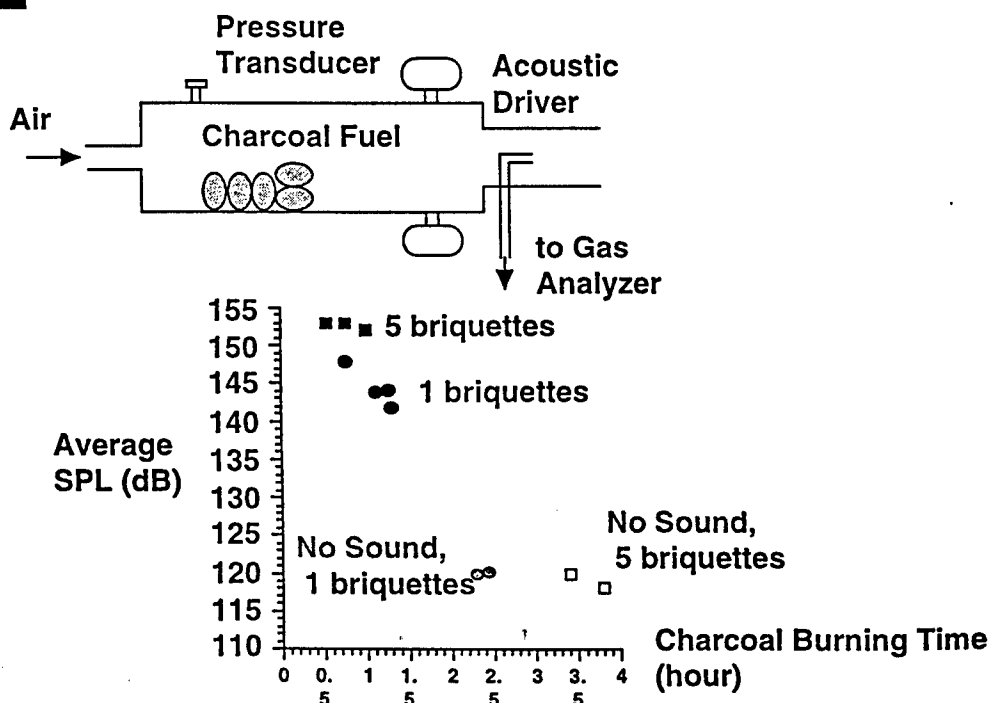 Pressure
Transducer
Acoustic
Driver
Air
Charcoal Fuel
to Gas
Analyzer
155
150
145
140
135
130
125
120
115
110
Average
SPL (dB)
5 briquettes
1 briquettes
No Sound,
1 briquettes
No Sound,
5 briquettes
0 0. 1 1. 2 2. 3 3. 4
5 5 5 5
Charcoal Burning Time
(hour)